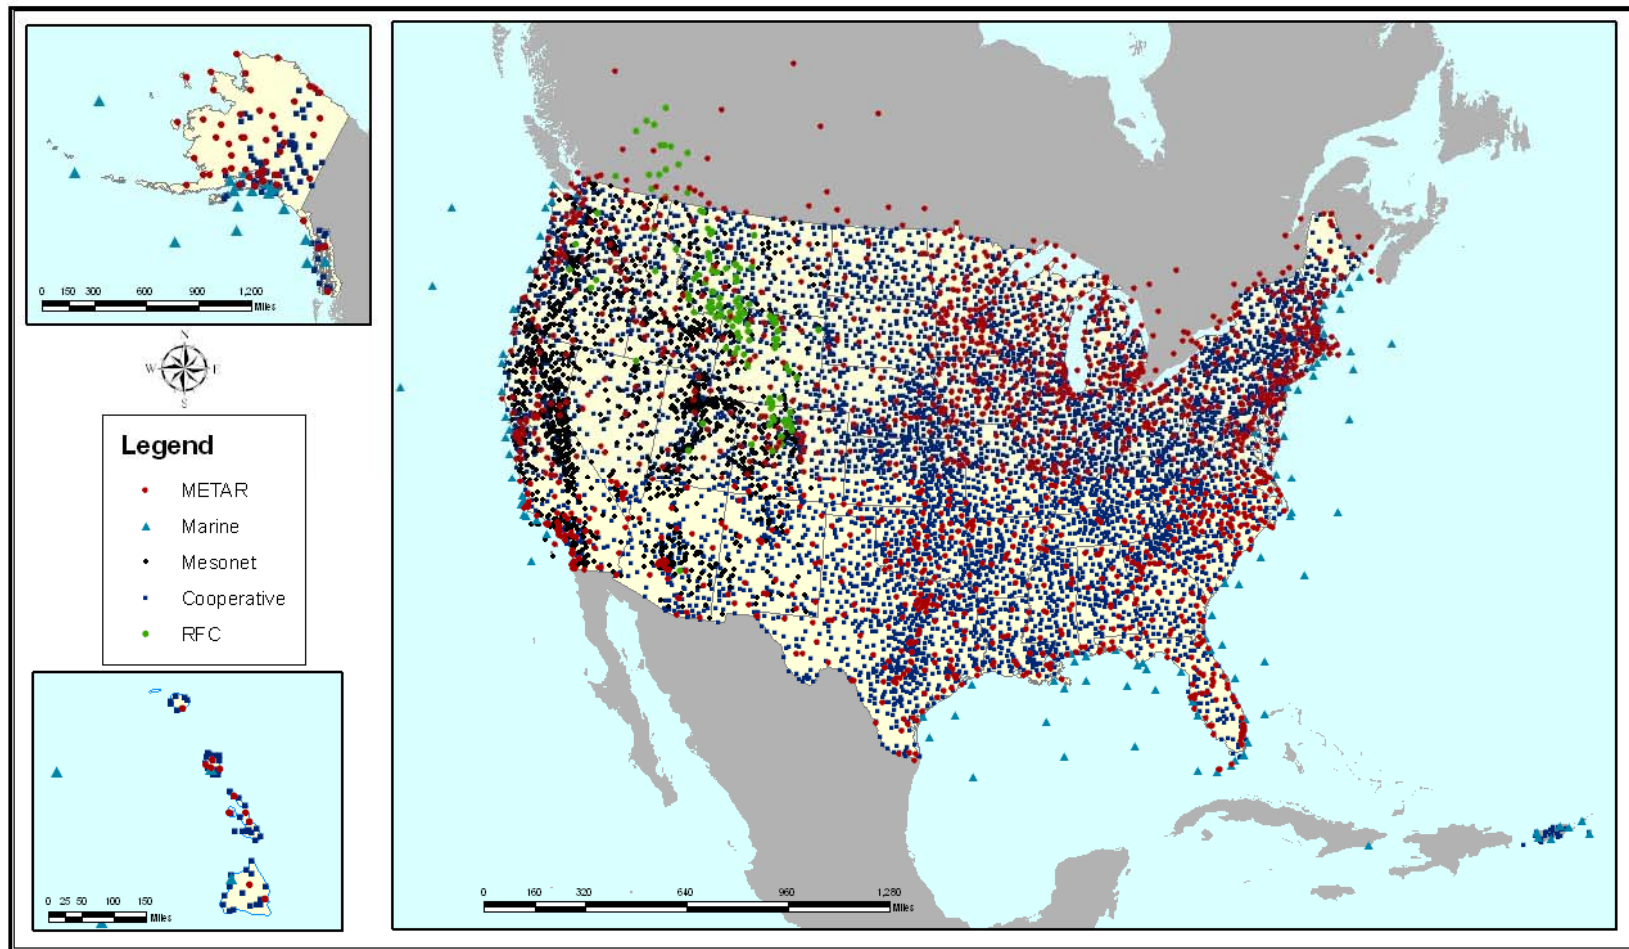 0 150 300 600 900 1,200
Miles
N
W E
S
Legend
METAR
Marine
Mesonet
Cooperative
RFC
0 25 50 100 150
Miles
0 160 320 640 960 1,280
Miles